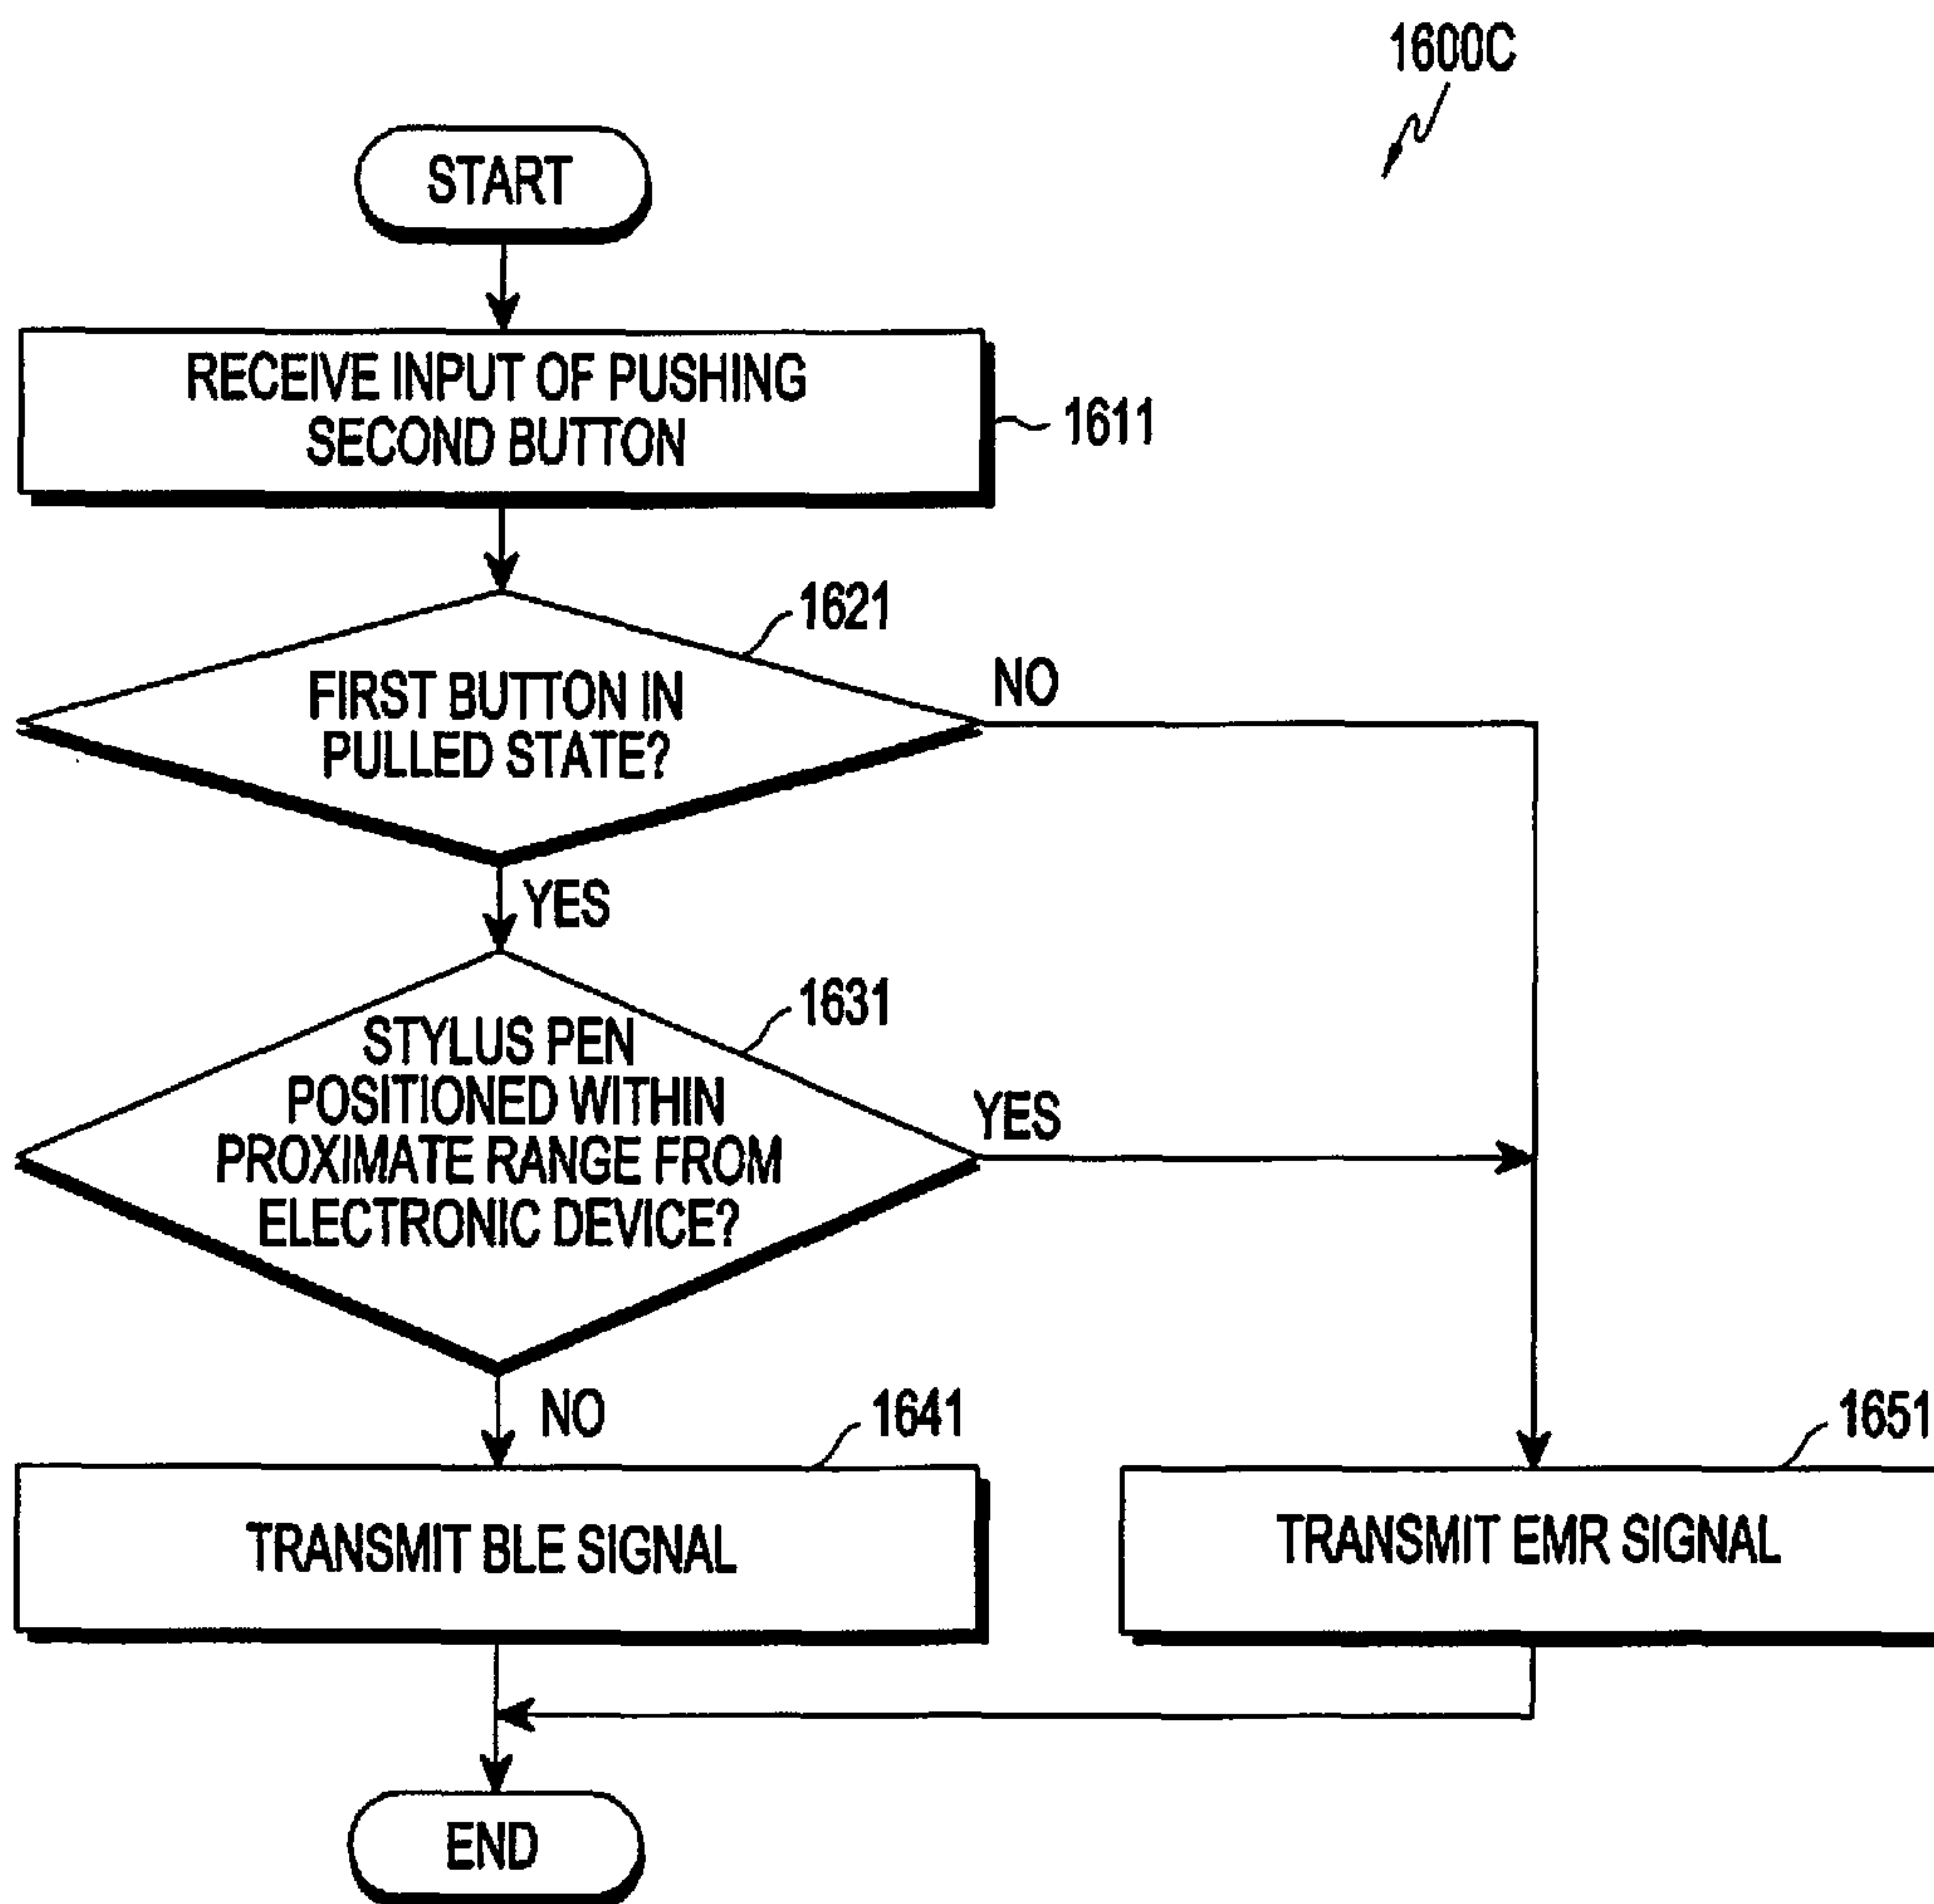 1600C
START
RECEIVE INPUT OF PUSHING
SECOND BUTTON
1611
1621
FIRST BUTTON IN
PULLED STATE?
NO
YES
1631
STYLUS PEN
POSITIONED WITHIN
PROXIMATE RANGE FROM
ELECTRONIC DEVICE?
YES
NO
1641
TRANSMIT BLE SIGNAL
1651
TRANSMIT EMR SIGNAL
END